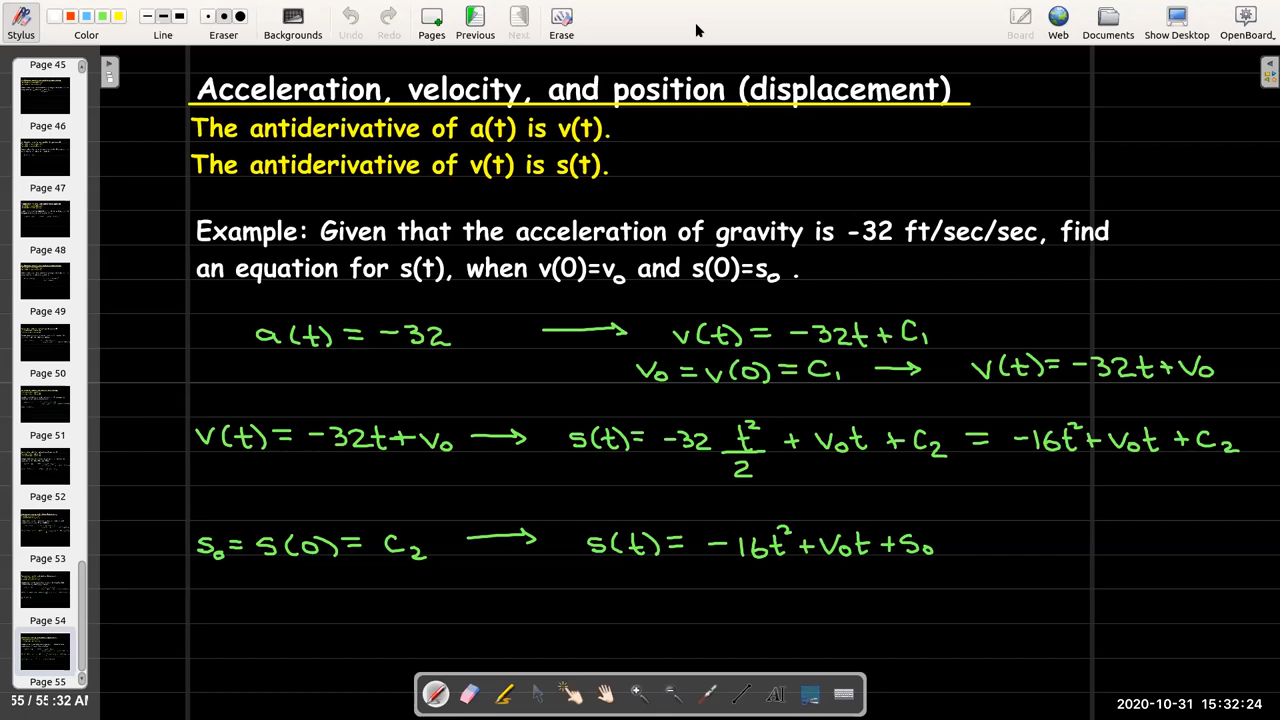 Stylus Color Line Eraser Backgrounds Undo Redo Pages Previous Next Erase Board Web Documents Show Desktop OpenBoard
Page 45
Page 46
Page 47
Page 48
Page 49
Page 50
Page 51
Page 52
Page 53
Page 54
Page 55
Acceleration, velocity, and position (displacement)
The antiderivative of a(t) is v(t).
The antiderivative of v(t) is s(t).
Example: Given that the acceleration of gravity is -32 ft/sec/sec, find
an equation for s(t), when v(0)=v₀ and s(0)=s₀ .
a(t) = -32 → v(t) = -32t + C₁
v₀ = v(0) = C₁ → v(t) = -32t + v₀
v(t) = -32t + v₀ → s(t) = -32 t²/2 + v₀t + C₂ = -16t² + v₀t + C₂
s₀ = s(0) = C₂ → s(t) = -16t² + v₀t + s₀
55 / 55
:32 AM
2020-10-31 15:32:24